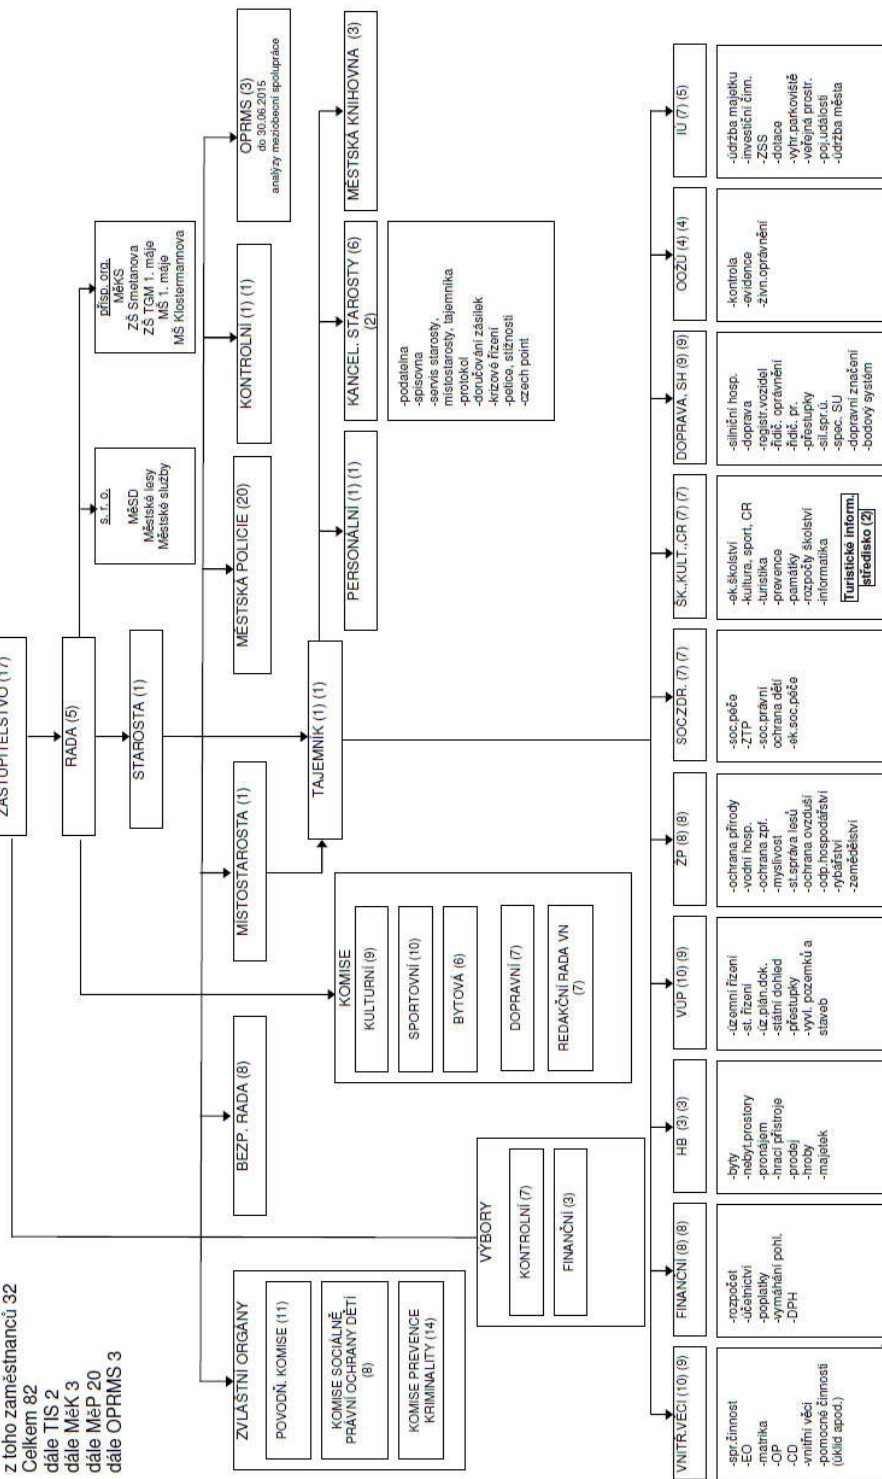 z toho zaměstnanců 32
Celkem 82
dále TIS 2
dále MěK 3
dále MěP 20
dále OPRMS 3
ZASTUPITELSTVO (17)
RADA (5)
s. r. o.
MěSD
Městské lesy
Městské služby
přísp. org.
MěKS
ZŠ Smetanova
ZŠ TGM 1. máje
MŠ 1. máje
MŠ Klostermannova
STAROSTA (1)
ZVLÁŠTNÍ ORGÁNY
POVODŇ. KOMISE (11)
KOMISE SOCIÁLNĚ
PRÁVNÍ OCHRANY DĚTÍ
(8)
KOMISE PREVENCE
KRIMINALITY (14)
BEZP. RADA (8)
MÍSTOSTAROSTA (1)
MĚSTSKÁ POLICIE (20)
KONTROLNÍ (1) (1)
OPRMS (3)
do 30.06.2015
analýzy meziobecní spolupráce
TAJEMNÍK (1) (1)
PERSONÁLNÍ (1) (1)
KANCEL. STAROSTY (6)
(2)
-podatelna
-spisovna
-servis starosty,
místostarosty, tajemníka
-protokol
-doručování zásilek
-krizové řízení
-petice, stížnosti
-czech point
MĚSTSKÁ KNIHOVNA (3)
KOMISE
KULTURNÍ (9)
SPORTOVNÍ (10)
BYTOVÁ (6)
DOPRAVNÍ (7)
REDAKČNÍ RADA VN
(7)
VÝBORY
KONTROLNÍ (7)
FINANČNÍ (3)
VNITŘ.VĚCI (10) (9)
-spr.činnost
-EO
-matrika
-OP
-CD
-vnitřní věci
-pomocné činnosti
(úklid apod.)
FINANČNÍ (8) (8)
-rozpočet
-účetnictví
-poplatky
-vymáhání pohl.
-DPH
HB (3) (3)
-byty
-nebyt.prostory
-pronájem
-hrací přístroje
-prodej
-hroby
-majetek
VÚP (10) (9)
-územní řízení
-st. řízení
-úz.plán.dok.
-státní dohled
-přestupky
-vyvl. pozemků a
staveb
ŽP (8) (8)
-ochrana přírody
-vodní hosp.
-ochrana zpf.
-myslivost
-st.správa lesů
-ochrana ovzduší
-odp.hospodářství
-rybářství
-zemědělství
SOC.ZDR. (7) (7)
-soc.péče
-ZTP
-soc.právní
ochrana dětí
-ek.soc.péče
ŠK.,KULT.,CR (7) (7)
-ek.školství
-kultura, sport, CR
-turistika
-prevence
-památky
-rozpočty školství
-informatika
Turistické inform.
středisko (2)
DOPRAVA, SH (9) (9)
-silniční hosp.
-doprava
-registr.vozidel
-řidič. oprávnění
-řidič. pr.
-přestupky
-sil.spr.ú.
-spec. SU
-dopravní značení
-bodový systém
OOŽÚ (4) (4)
-kontrola
-evidence
-živn.oprávnění
IÚ (7) (5)
-údržba majetku
-investiční činn.
-ZSS
-dotace
-vyhr.parkoviště
-veřejná prostr.
-poj.události
-údržba města